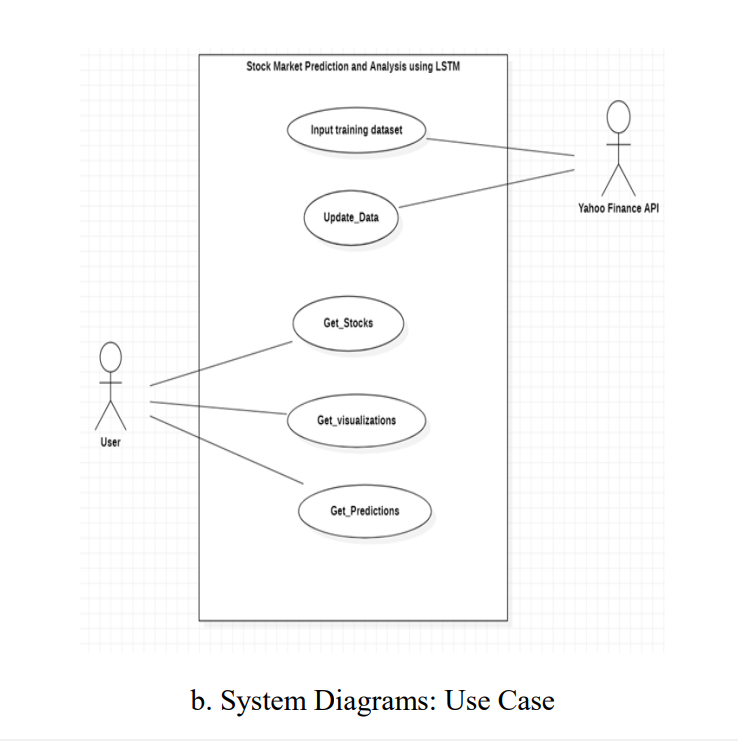 Stock Market Prediction and Analysis using LSTM
Input training dataset
Yahoo Finance API
Update_Data
Get_Stocks
Get_visualizations
User
Get_Predictions
b. System Diagrams: Use Case